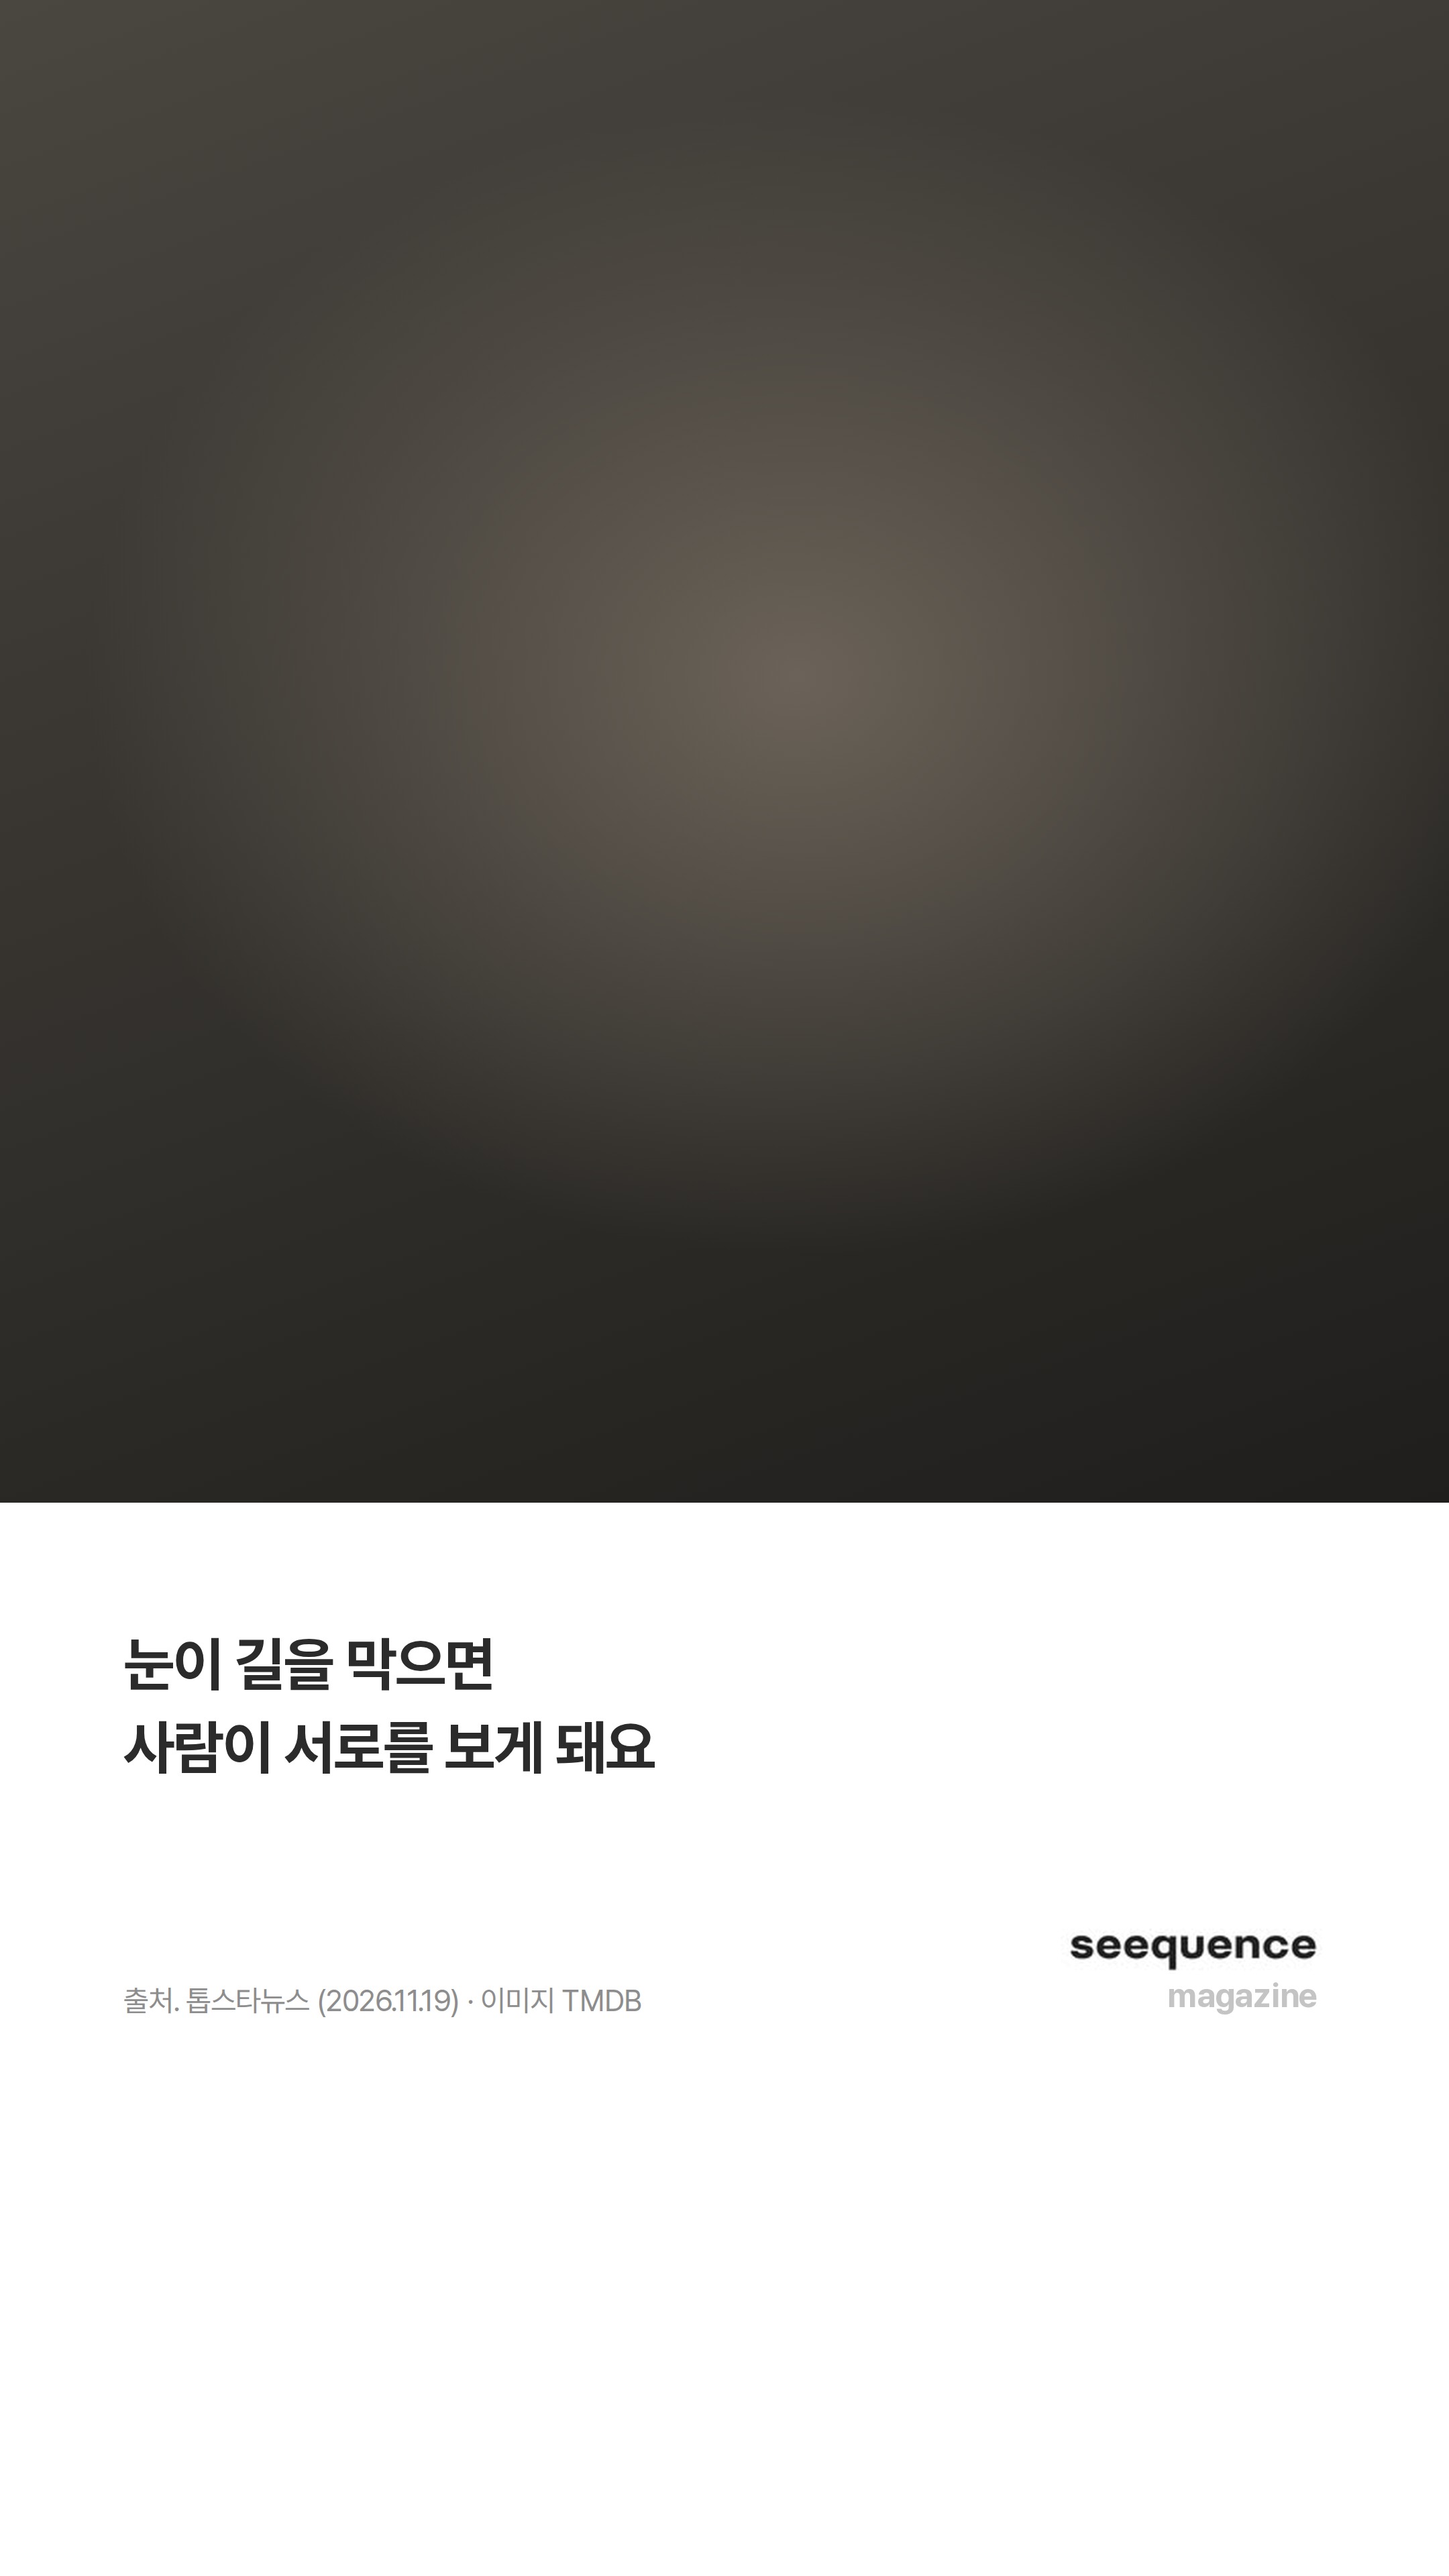 눈이 길을 막으면
사람이 서로를 보게 돼요
seequence
magazine
출처. 톱스타뉴스 (2026.11.19) · 이미지 TMDB